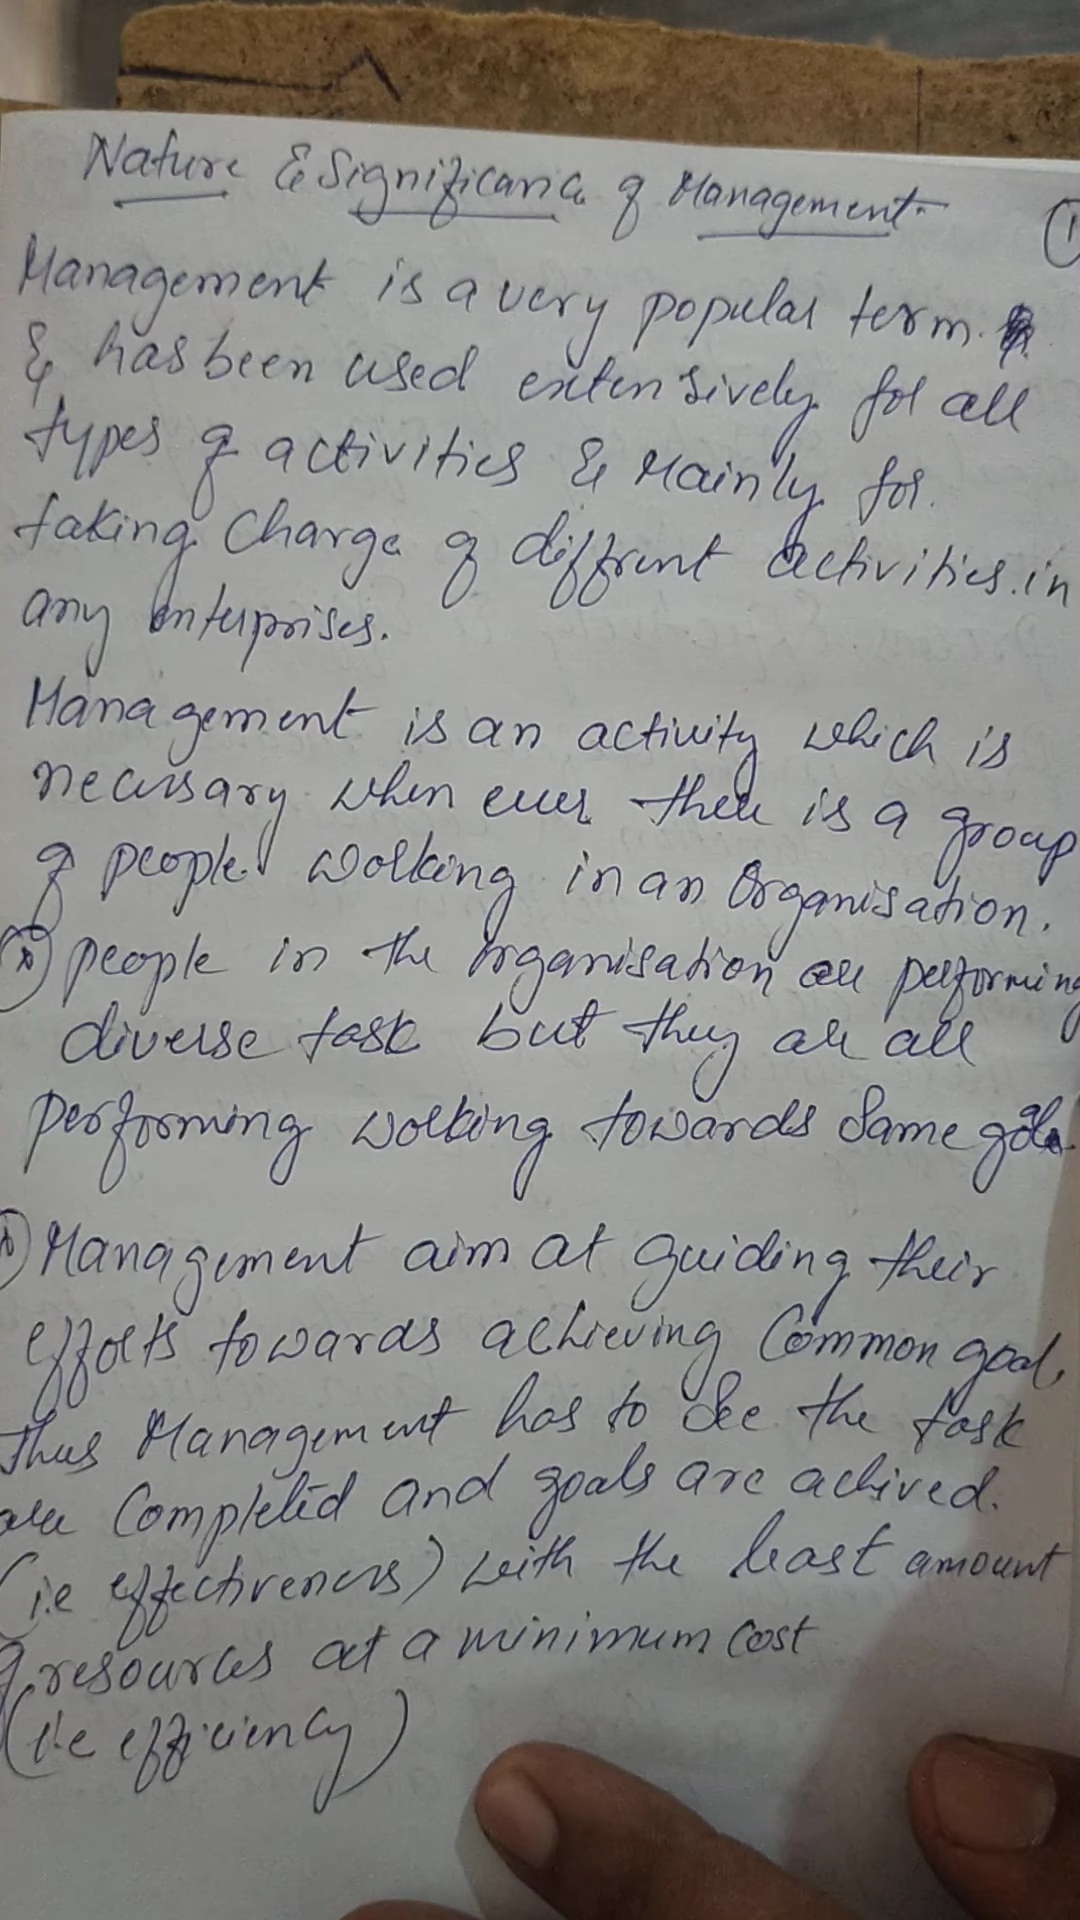 Nature & Significance of Management.
1
Management is a very popular term.
& has been used extensively for all
types of activities & Mainly for.
taking Charge of diffrent activities.in
any enterprises.
Management is an activity which is
necessary when ever there is a group
of people working in an Organisation.
people in the organisation are performing
diverse task but they are all
performing working towards Same goal
Management aim at guiding their
efforts towards achieving Common goal.
Thus Management has to See the task
are Completed and goals are achived.
(i.e effectiveness) with the least amount
of resources at a minimum Cost
(i.e efficiency)